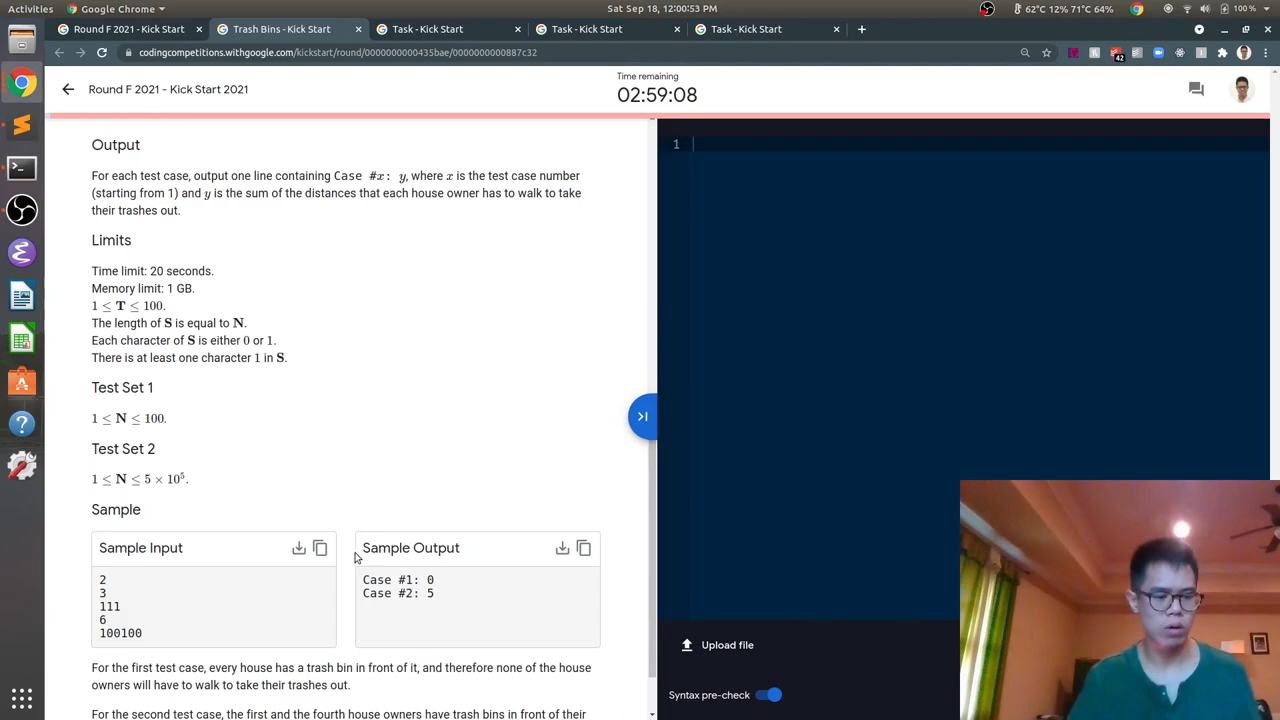 Activities
Google Chrome
Sat Sep 18, 12:00:53 PM
62°C 12% 71°C 64%
100 %
Round F 2021 - Kick Start
Trash Bins - Kick Start
Task - Kick Start
Task - Kick Start
Task - Kick Start
codingcompetitions.withgoogle.com/kickstart/round/0000000000435bae/0000000000887c32
42
Round F 2021 - Kick Start 2021
Time remaining
02:59:08
Output
For each test case, output one line containing Case #x: y, where x is the test case number
(starting from 1) and y is the sum of the distances that each house owner has to walk to take
their trashes out.
Limits
Time limit: 20 seconds.
Memory limit: 1 GB.
1 ≤ T ≤ 100.
The length of S is equal to N.
Each character of S is either 0 or 1.
There is at least one character 1 in S.
Test Set 1
1 ≤ N ≤ 100.
Test Set 2
1 ≤ N ≤ 5 × 10⁵.
Sample
Sample Input
2
3
111
6
100100
Sample Output
Case #1: 0
Case #2: 5
For the first test case, every house has a trash bin in front of it, and therefore none of the house
owners will have to walk to take their trashes out.
For the second test case, the first and the fourth house owners have trash bins in front of their
1
Upload file
Syntax pre-check